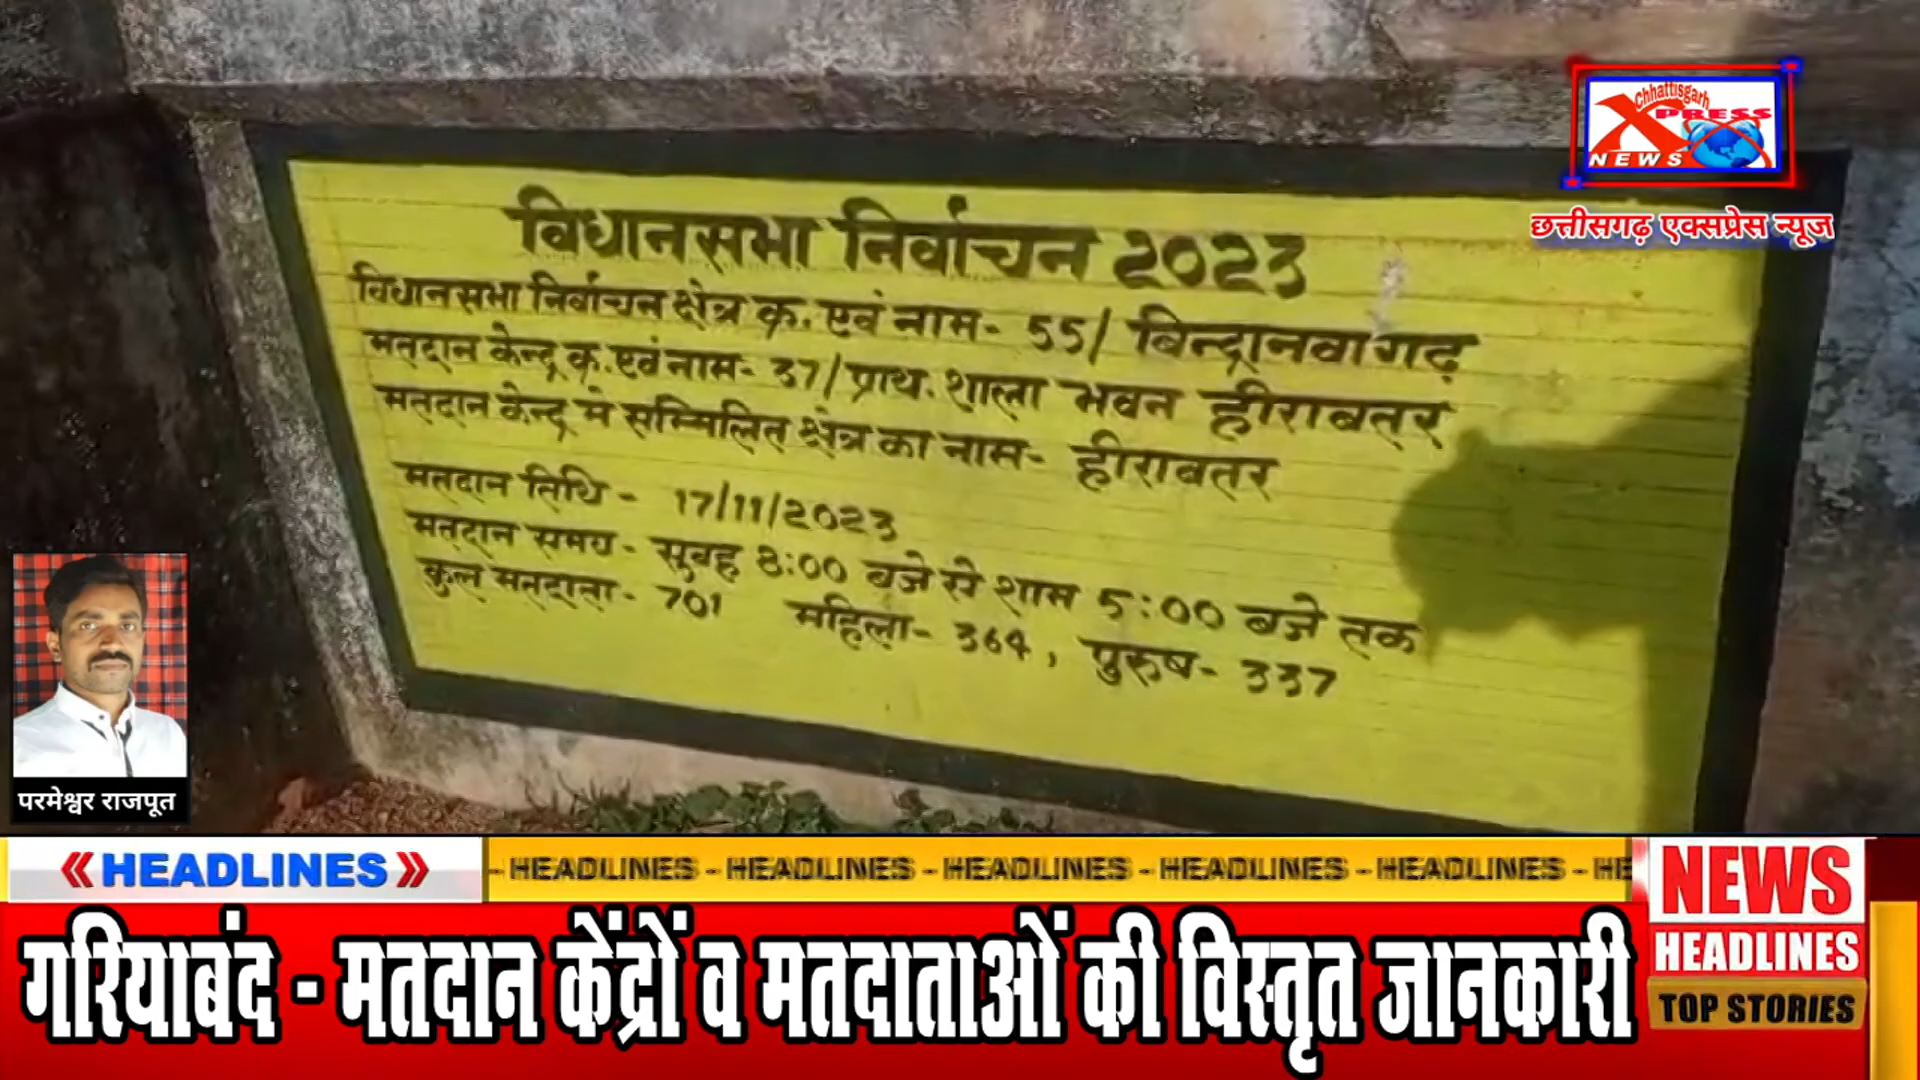 Chhattisgarh
XPRESS
NEWS
छत्तीसगढ़ एक्सप्रेस न्यूज
विधानसभा निर्वाचन 2023
विधानसभा निर्वाचन क्षेत्र क्र. एवं नाम- 55/ बिन्द्रानवागढ़
मतदान केन्द्र क्र. एवं नाम- 37/प्राथ. शाला भवन हीराबतर
मतदान केन्द्र मे सम्मिलित क्षेत्र का नाम- हीराबतर
मतदान तिथि - 17/11/2023
मतदान समय - सुबह 8:00 बजे से शाम 5:00 बजे तक
कुल मतदाता - 701 महिला- 364, पुरुष- 337
परमेश्वर राजपूत
HEADLINES
- HEADLINES - HEADLINES - HEADLINES - HEADLINES - HEADLINES - HE
NEWS
HEADLINES
TOP STORIES
गरियाबंद - मतदान केंद्रों व मतदाताओं की विस्तृत जानकारी